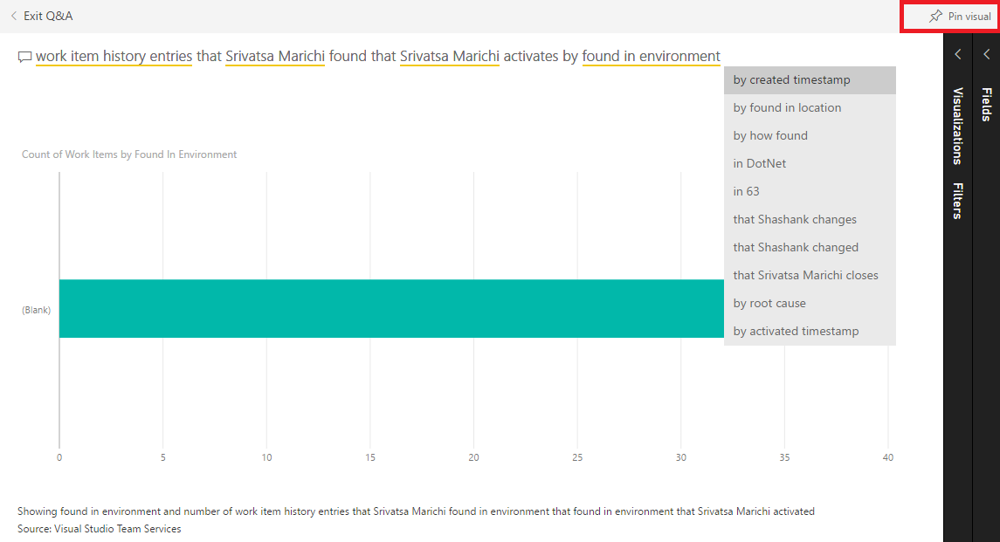 Exit Q&A
Pin visual
work item history entries that Srivatsa Marichi found that Srivatsa Marichi activates by found in environment
by created timestamp
by found in location
by how found
in DotNet
in 63
that Shashank changes
that Shashank changed
that Srivatsa Marichi closes
by root cause
by activated timestamp
Visualizations
Filters
Fields
Count of Work Items by Found In Environment
(Blank)
0 5 10 15 20 25 30 35 40
Showing found in environment and number of work item history entries that Srivatsa Marichi found in environment that found in environment that Srivatsa Marichi activated
Source: Visual Studio Team Services